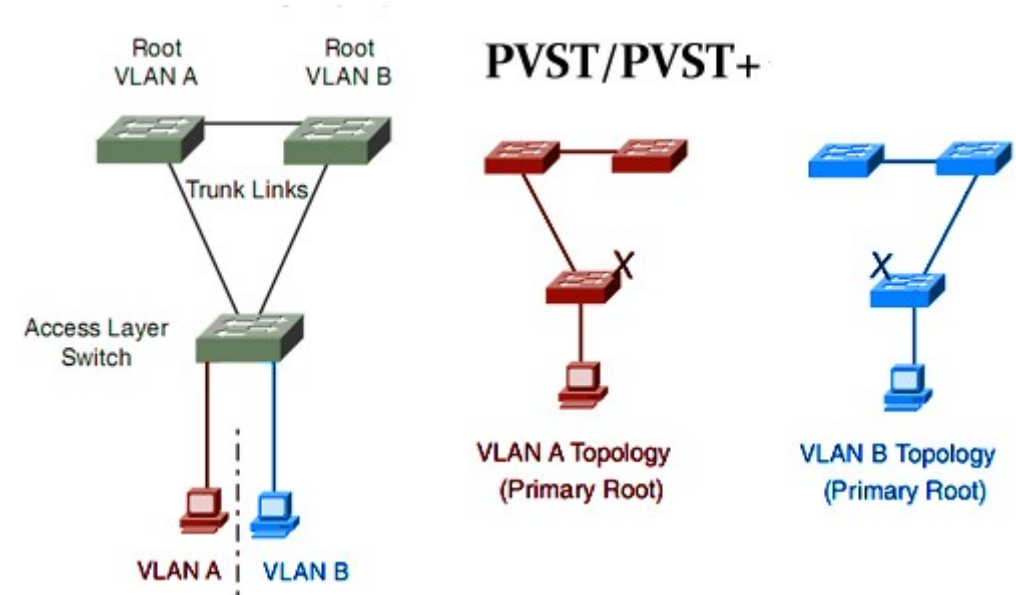 Root
VLAN A
Root
VLAN B
PVST/PVST+
Trunk Links
Access Layer
Switch
X
X
VLAN A Topology
(Primary Root)
VLAN B Topology
(Primary Root)
VLAN A
VLAN B